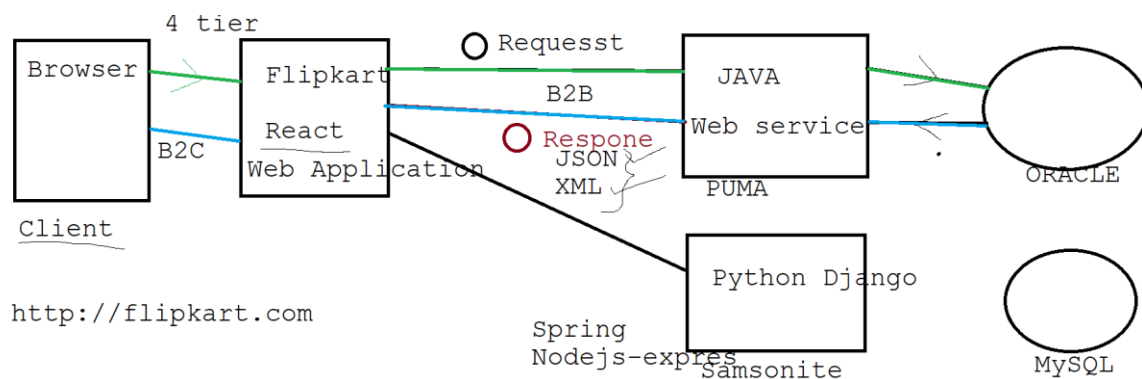 4 tier
Browser
B2C
Client
http://flipkart.com
Flipkart
React
Web Application
Requesst
B2B
Respone
JSON
XML
JAVA
Web service
PUMA
ORACLE
Python Django
Spring
Nodejs-expres
Samsonite
MySQL